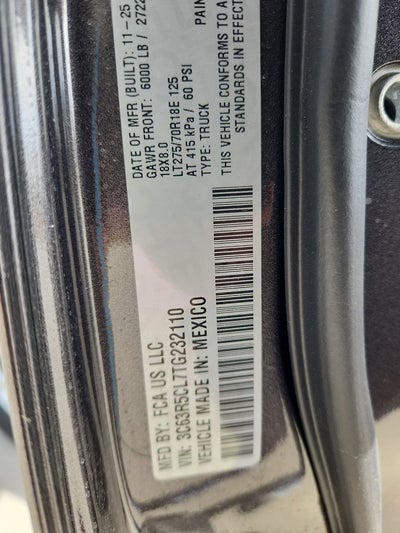 MFD BY: FCA US LLC
VIN: 3C63R5CL7TG232110
VEHICLE MADE IN: MEXICO
DATE OF MFR (BUILT): 11-25
GAWR FRONT: 6000 LB / 2722
18X8.0
LT275/70R18E 125
AT 415 kPa / 60 PSI
TYPE: TRUCK
THIS VEHICLE CONFORMS TO A
STANDARDS IN EFFECT
PAIN